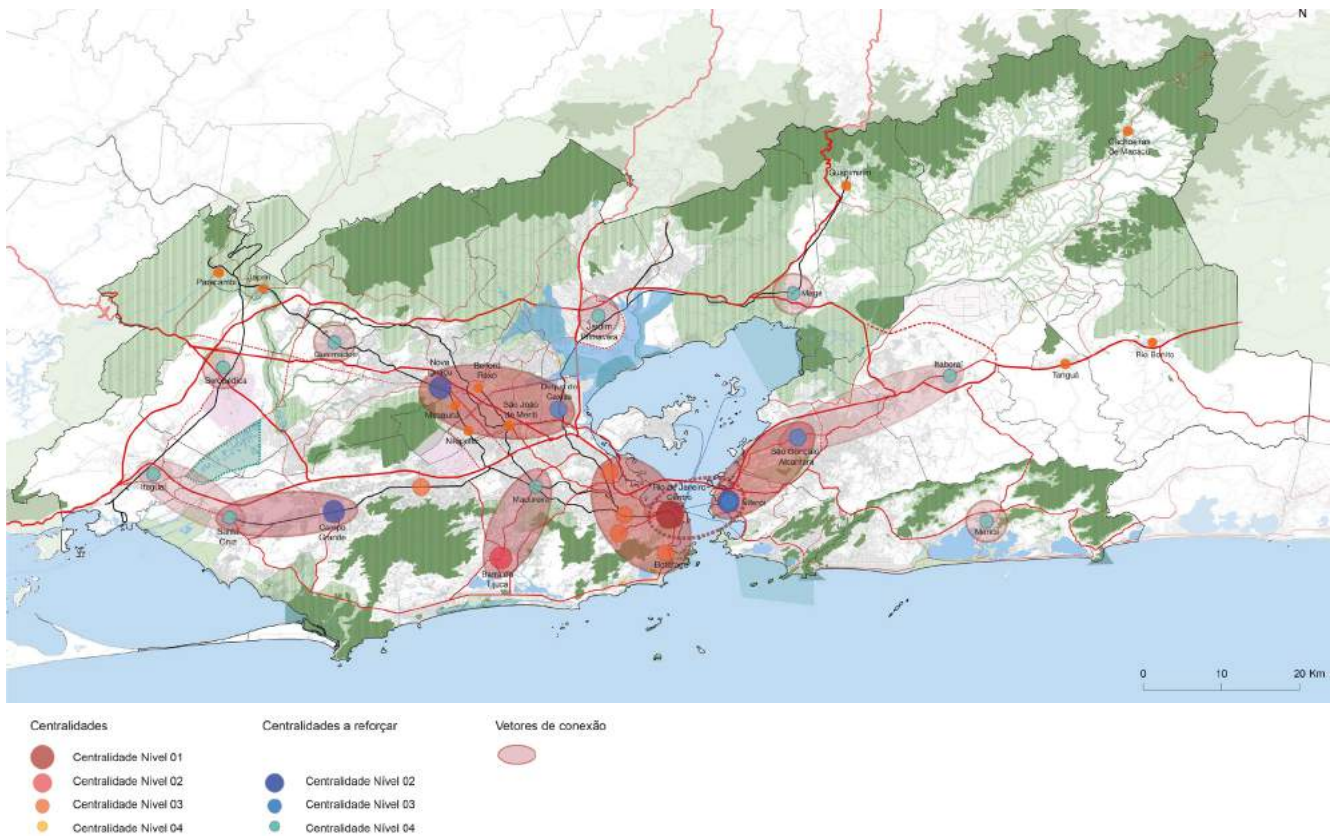 N
Cachoeiras
de Macacu
Guapimirim
Paracambi
Japeri
Magé
Jardim
Primavera
Queimados
Rio Bonito
Seropédica
Nova
Iguaçu
Belford
Roxo
Itaboraí
Tanguá
Duque de
Caxias
Mesquita
São João
de Meriti
Nilópolis
São Gonçalo
Alcântara
Itaguaí
Madureira
Rio de Janeiro
Centro
Niterói
Santa
Cruz
Campo
Grande
Maricá
Botafogo
Barra da
Tijuca
0 10 20 Km
Centralidades
Centralidades a reforçar
Vetores de conexão
Centralidade Nível 01
Centralidade Nível 02
Centralidade Nível 02
Centralidade Nível 03
Centralidade Nível 03
Centralidade Nível 04
Centralidade Nível 04